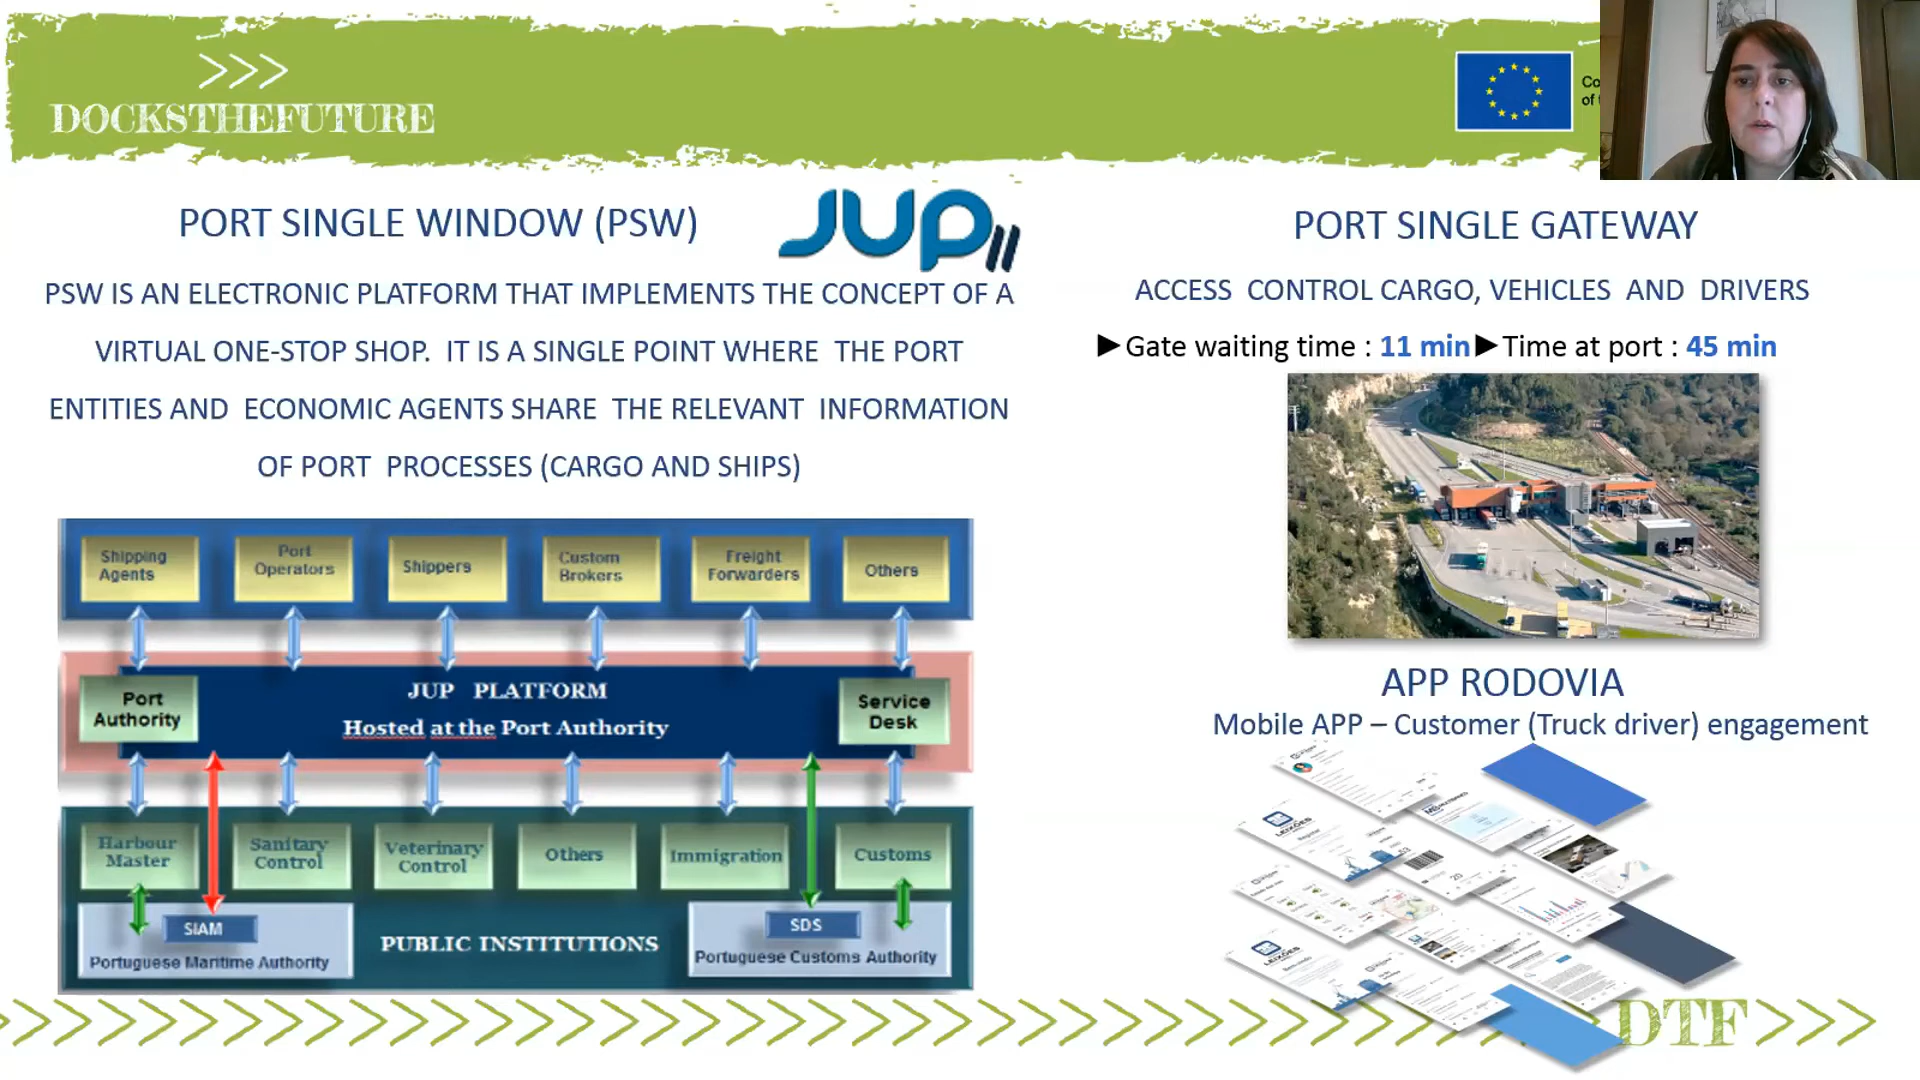 DOCKSTHEFUTURE
Co
of
PORT SINGLE WINDOW (PSW)
JUP II
PSW IS AN ELECTRONIC PLATFORM THAT IMPLEMENTS THE CONCEPT OF A
VIRTUAL ONE-STOP SHOP. IT IS A SINGLE POINT WHERE THE PORT
ENTITIES AND ECONOMIC AGENTS SHARE THE RELEVANT INFORMATION
OF PORT PROCESSES (CARGO AND SHIPS)
Shipping
Agents
Port
Operators
Shippers
Custom
Brokers
Freight
Forwarders
Others
Port
Authority
JUP PLATFORM
Hosted at the Port Authority
Service
Desk
Harbour
Master
Sanitary
Control
Veterinary
Control
Others
Immigration
Customs
SIAM
Portuguese Maritime Authority
PUBLIC INSTITUTIONS
SDS
Portuguese Customs Authority
PORT SINGLE GATEWAY
ACCESS CONTROL CARGO, VEHICLES AND DRIVERS
►Gate waiting time : 11 min►Time at port : 45 min
APP RODOVIA
Mobile APP – Customer (Truck driver) engagement
LEIXÕES
20
LEIXÕES
DTF